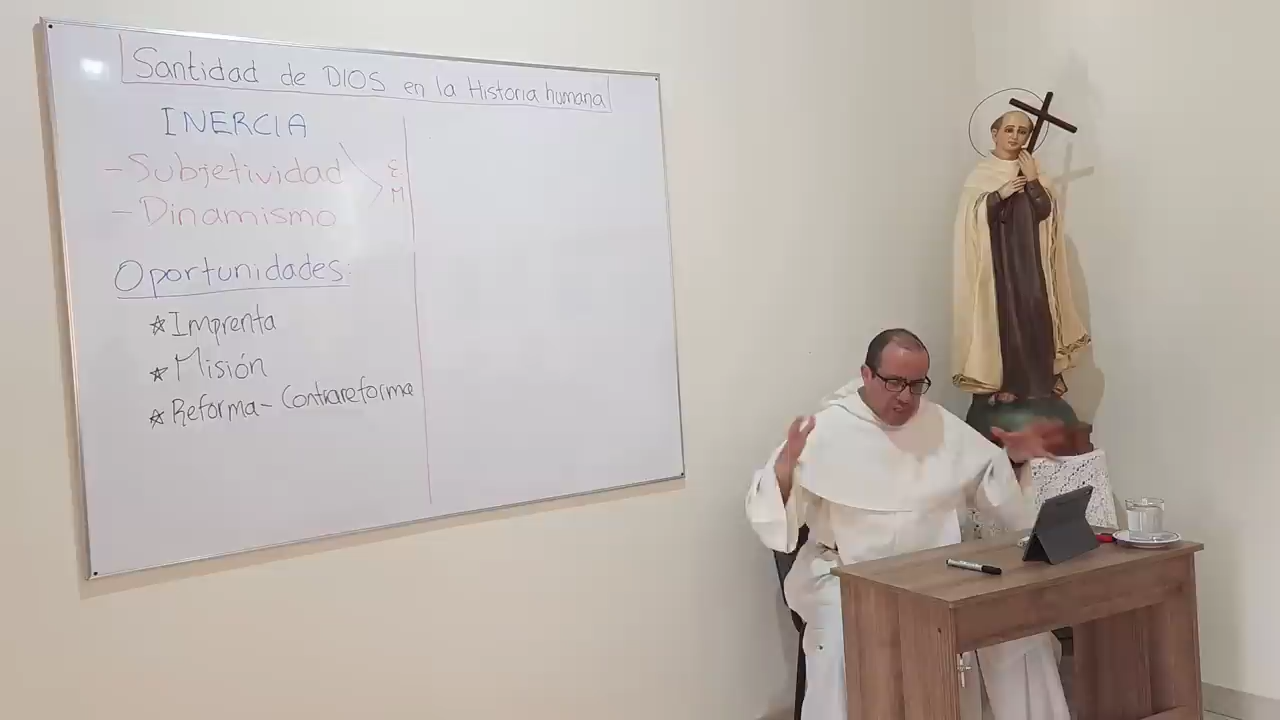 Santidad de DIOS en la Historia humana
INERCIA
- Subjetividad
- Dinamismo
E.
M
Oportunidades:
☆ Imprenta
☆ Misión
☆ Reforma - Contrareforma